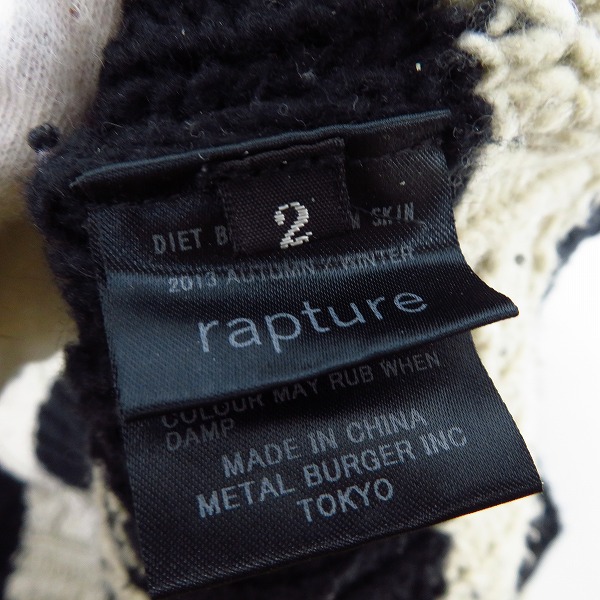 2
DIET B SKIN
2013 AUTUMN / WINTER
rapture
COLOUR MAY RUB WHEN
DAMP
MADE IN CHINA
METAL BURGER INC
TOKYO